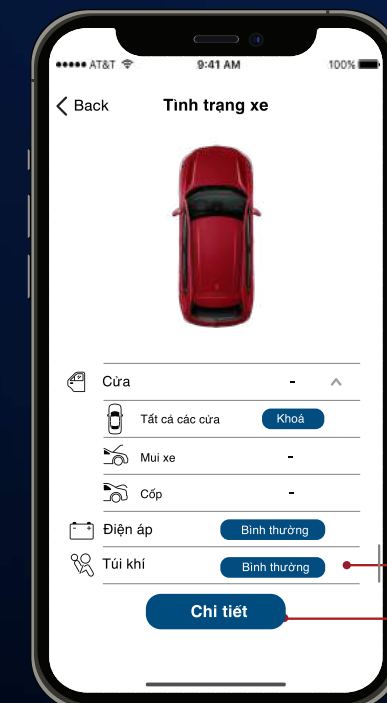 AT&T 9:41 AM 100%
Back Tình trạng xe
Cửa -
Tất cả các cửa Khoá
Mui xe -
Cốp -
- +
Điện áp Bình thường
Túi khí Bình thường
Chi tiết